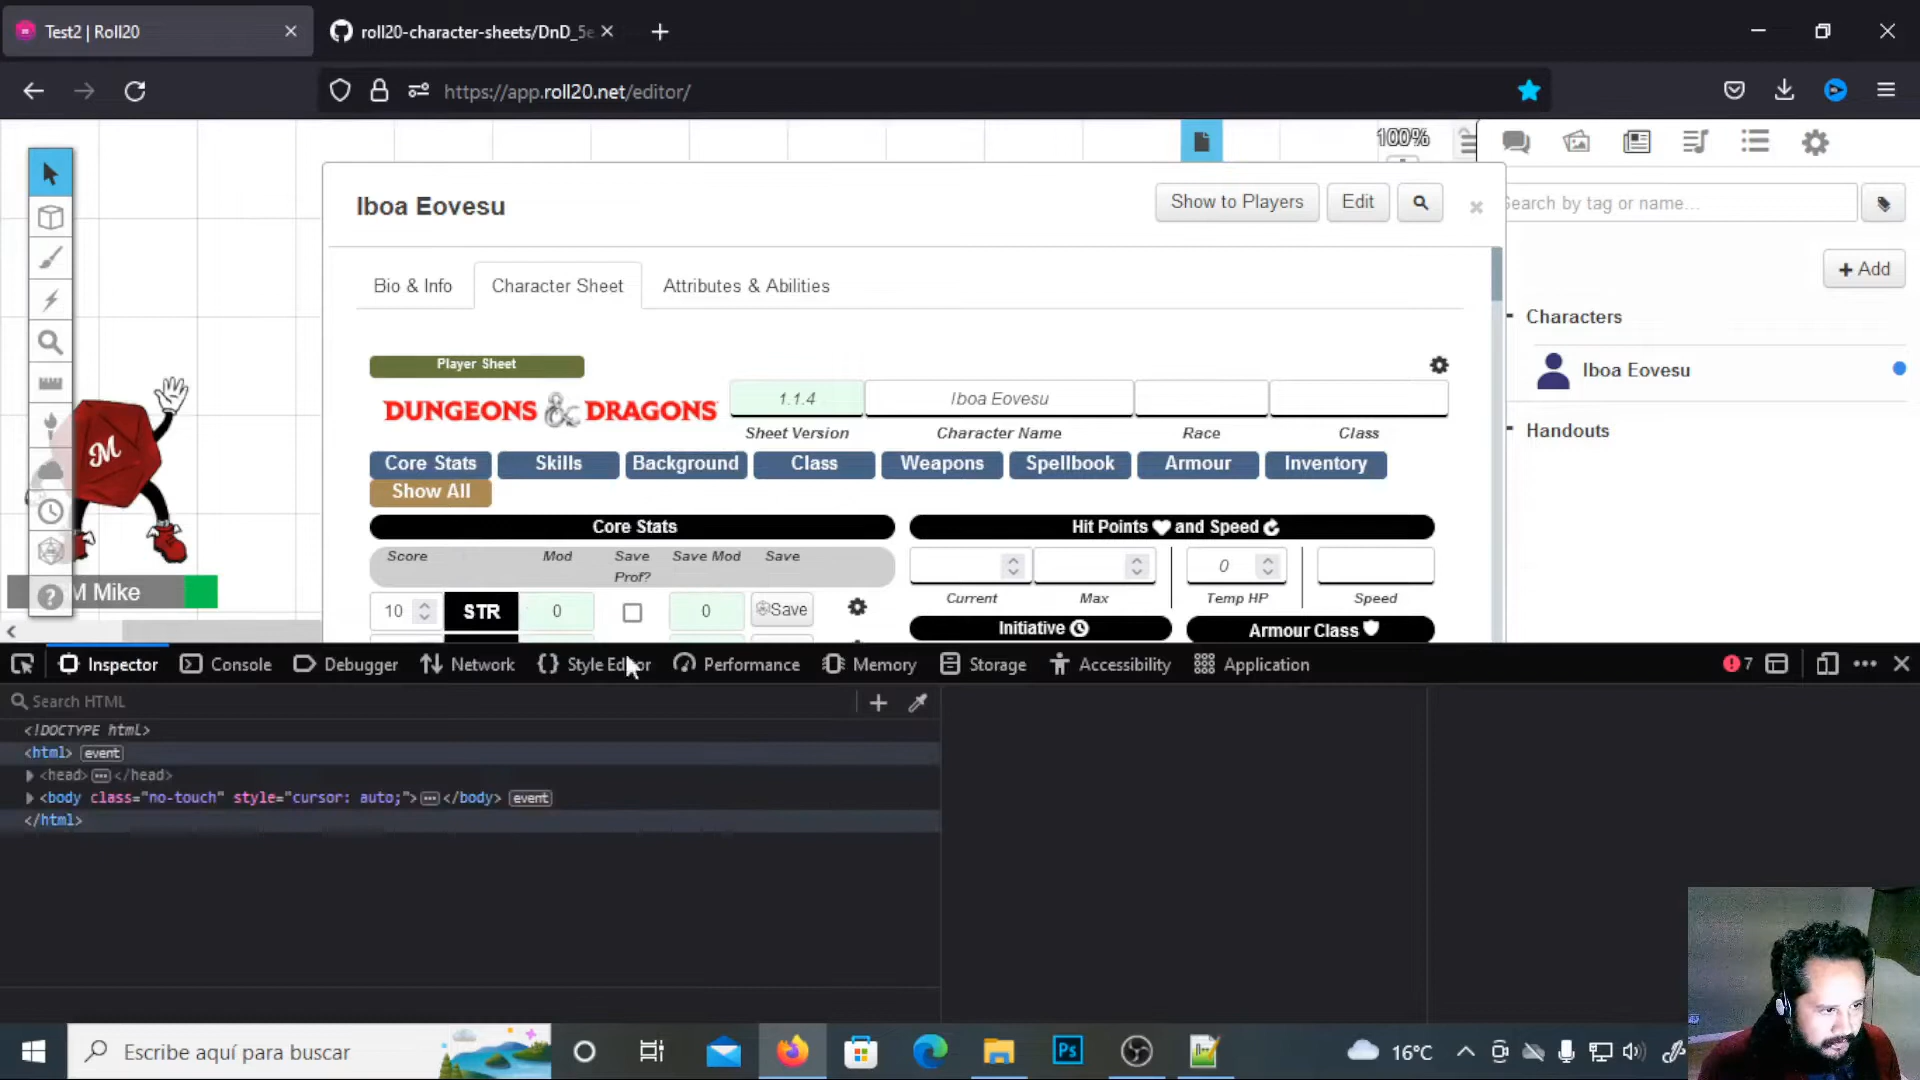 Test2 | Roll20
roll20-character-sheets/DnD_5e
https://app.roll20.net/editor/
100%
Iboa Eovesu
Show to Players
Edit
Search by tag or name...
Add
Bio & Info
Character Sheet
Attributes & Abilities
Characters
Iboa Eovesu
Handouts
Player Sheet
DUNGEONS & DRAGONS
1.1.4
Iboa Eovesu
Sheet Version
Character Name
Race
Class
Core Stats
Skills
Background
Class
Weapons
Spellbook
Armour
Inventory
Show All
Core Stats
Hit Points and Speed
Score
Mod
Save Prof?
Save Mod
Save
0
Current
Max
Temp HP
Speed
10
STR
0
0
Save
Initiative
Armour Class
M
M Mike
Inspector
Console
Debugger
Network
Style Editor
Performance
Memory
Storage
Accessibility
Application
7
Search HTML
<!DOCTYPE html>
<html> event
<head> ... </head>
<body class="no-touch" style="cursor: auto;"> ... </body> event
</html>
Escribe aquí para buscar
Ps
16°C